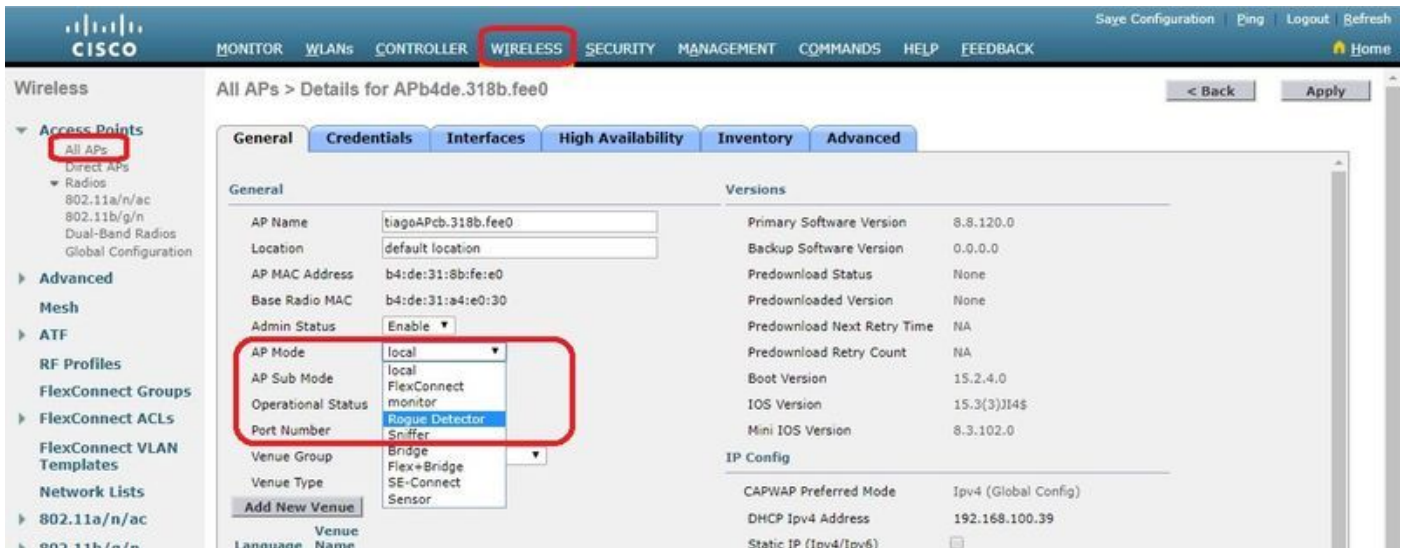 Save Configuration Ping Logout Refresh
CISCO MONITOR WLANs CONTROLLER WIRELESS SECURITY MANAGEMENT COMMANDS HELP FEEDBACK Home
Wireless
Access Points
All APs
Direct APs
Radios
802.11a/n/ac
802.11b/g/n
Dual-Band Radios
Global Configuration
Advanced
Mesh
ATF
RF Profiles
FlexConnect Groups
FlexConnect ACLs
FlexConnect VLAN
Templates
Network Lists
802.11a/n/ac
802.11b/g/n
All APs > Details for APb4de.318b.fee0 < Back Apply
General Credentials Interfaces High Availability Inventory Advanced
General
AP Name tiagoAPcb.318b.fee0
Location default location
AP MAC Address b4:de:31:8b:fe:e0
Base Radio MAC b4:de:31:a4:e0:30
Admin Status Enable
AP Mode local
AP Sub Mode
Operational Status
Port Number
local
FlexConnect
monitor
Rogue Detector
Sniffer
Bridge
Flex+Bridge
SE-Connect
Sensor
Venue Group
Venue Type
Add New Venue
Venue
Language Name
Versions
Primary Software Version 8.8.120.0
Backup Software Version 0.0.0.0
Predownload Status None
Predownloaded Version None
Predownload Next Retry Time NA
Predownload Retry Count NA
Boot Version 15.2.4.0
IOS Version 15.3(3)JI4$
Mini IOS Version 8.3.102.0
IP Config
CAPWAP Preferred Mode Ipv4 (Global Config)
DHCP Ipv4 Address 192.168.100.39
Static IP (Ipv4/Ipv6)